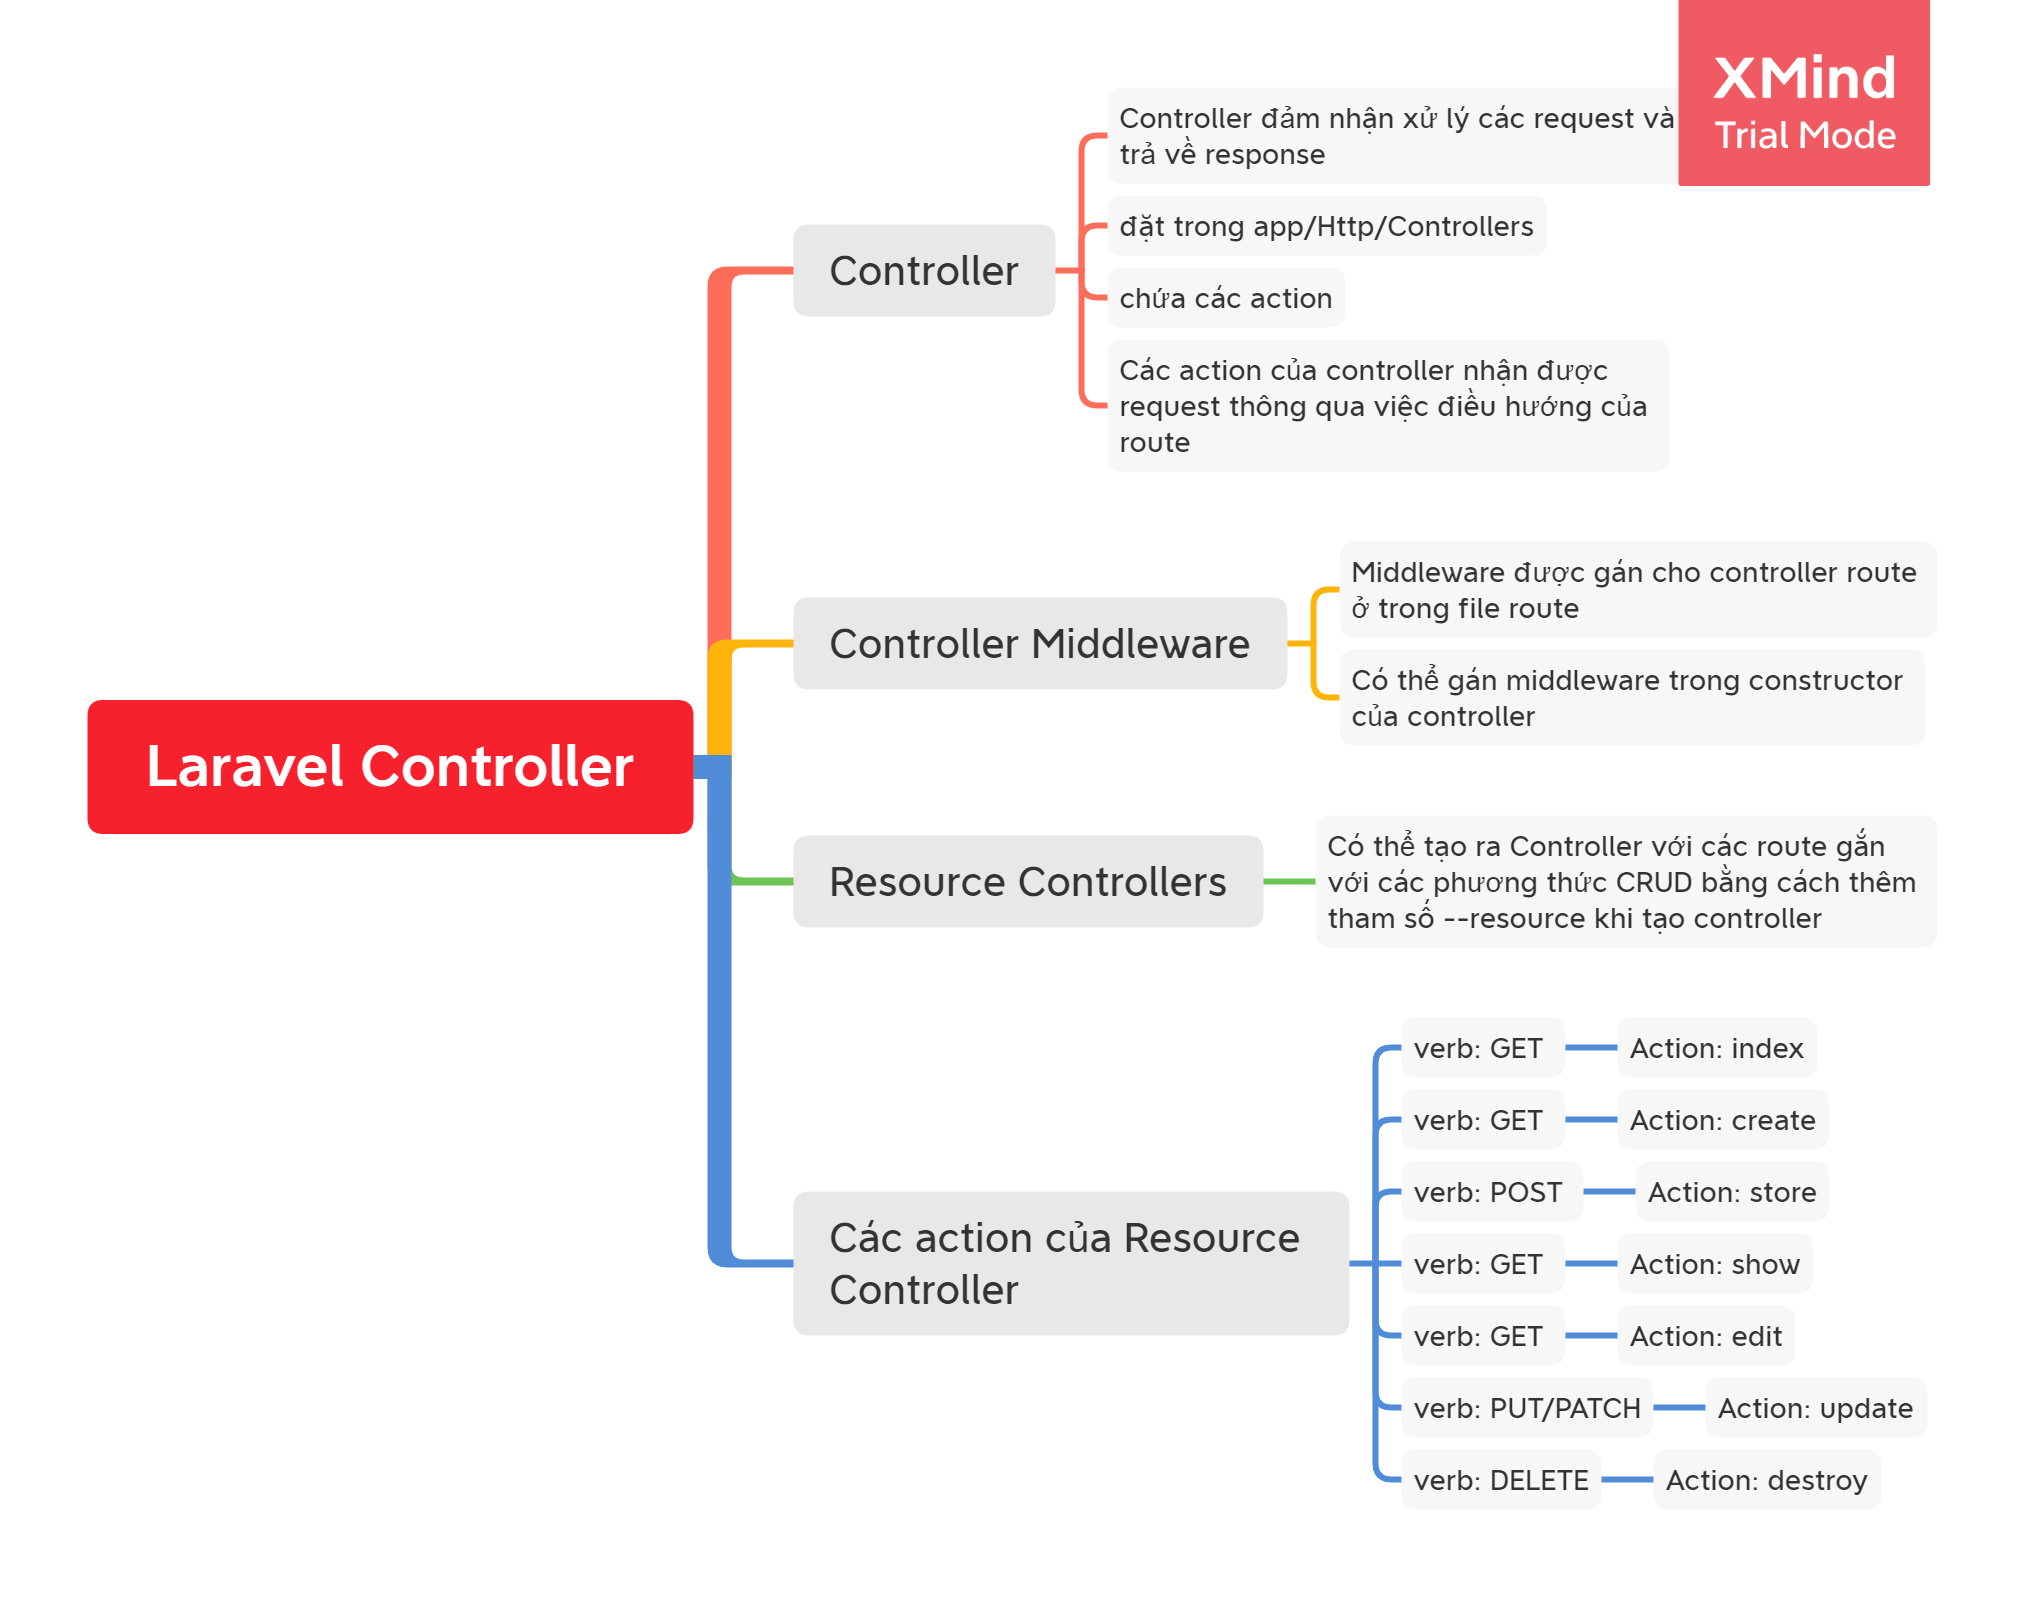 XMind
Trial Mode
Laravel Controller
Controller
Controller đảm nhận xử lý các request và
trả về response
đặt trong app/Http/Controllers
chứa các action
Các action của controller nhận được
request thông qua việc điều hướng của
route
Controller Middleware
Middleware được gán cho controller route
ở trong file route
Có thể gán middleware trong constructor
của controller
Resource Controllers
Có thể tạo ra Controller với các route gắn
với các phương thức CRUD bằng cách thêm
tham số --resource khi tạo controller
Các action của Resource
Controller
verb: GET Action: index
verb: GET Action: create
verb: POST Action: store
verb: GET Action: show
verb: GET Action: edit
verb: PUT/PATCH Action: update
verb: DELETE Action: destroy